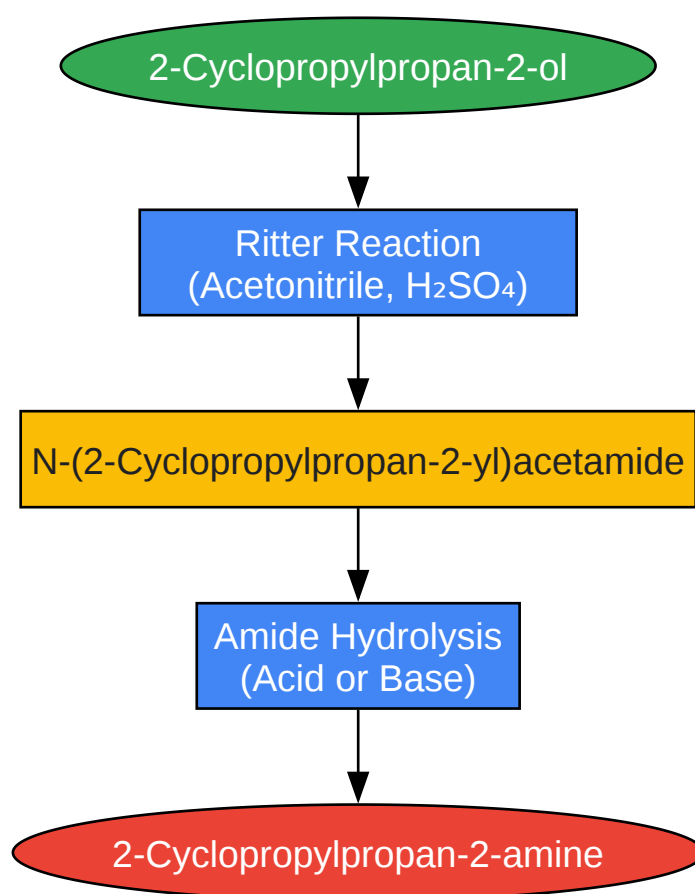 2-Cyclopropylpropan-2-ol
Ritter Reaction
(Acetonitrile, H₂SO₄)
N-(2-Cyclopropylpropan-2-yl)acetamide
Amide Hydrolysis
(Acid or Base)
2-Cyclopropylpropan-2-amine